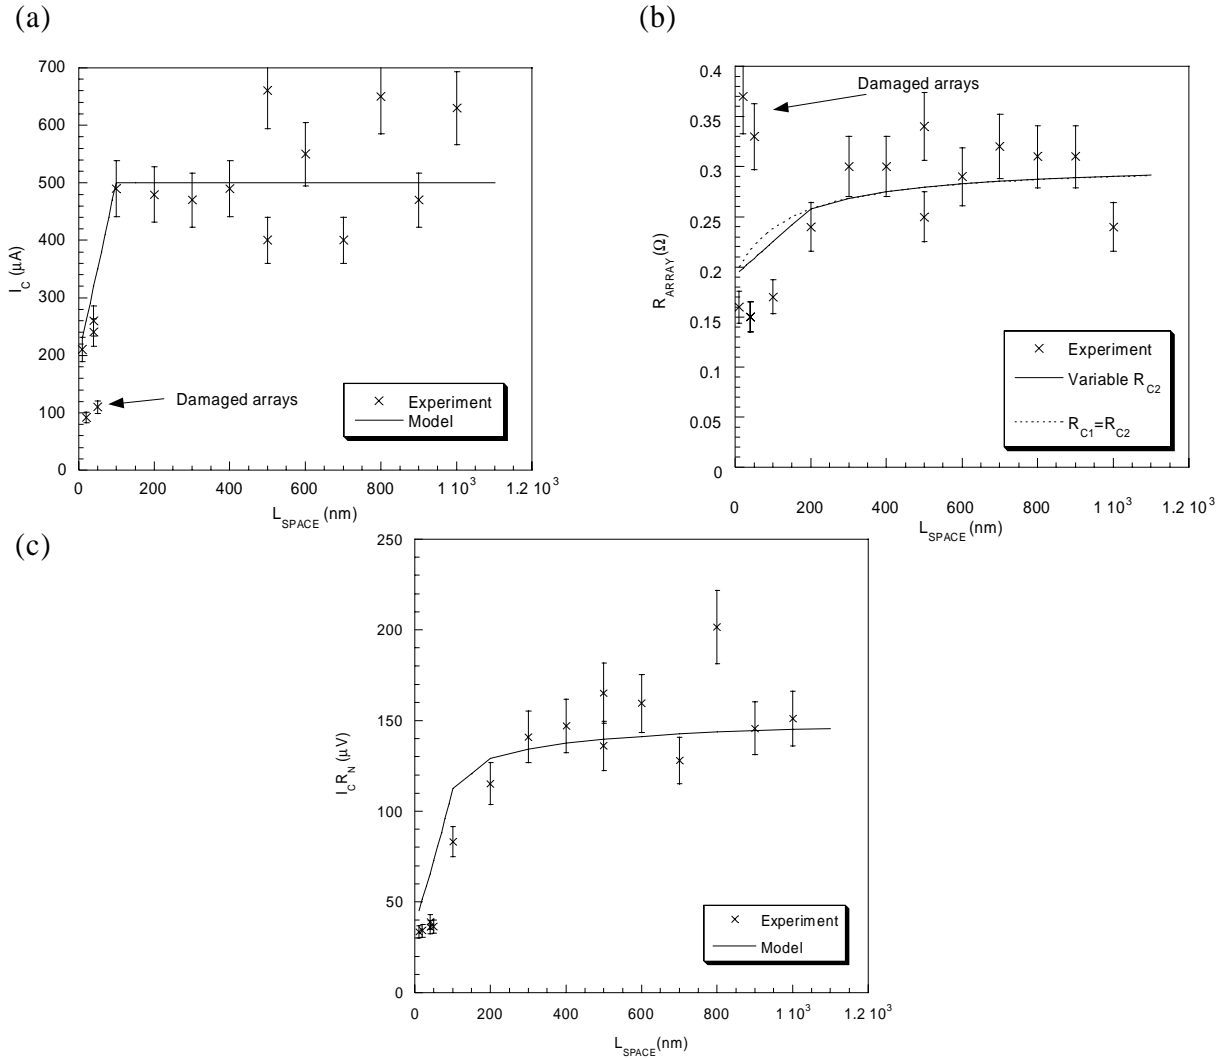 (a)
700
600
500
400
300
200
100
0
I_C (μA)
Damaged arrays
Experiment
Model
0 200 400 600 800 1 10³ 1.2 10³
L_SPACE (nm)
(b)
0.4
0.35
0.3
0.25
0.2
0.15
0.1
0.05
0
R_ARRAY (Ω)
Damaged arrays
Experiment
Variable R_C2
R_C1=R_C2
0 200 400 600 800 1 10³ 1.2 10³
L_SPACE (nm)
(c)
250
200
150
100
50
0
I_C R_N (μV)
Experiment
Model
0 200 400 600 800 1 10³ 1.2 10³
L_SPACE (nm)